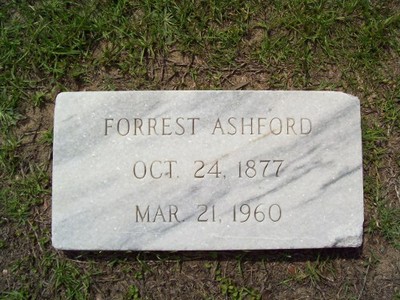 FORREST ASHFORD
OCT. 24, 1877
MAR. 21, 1960